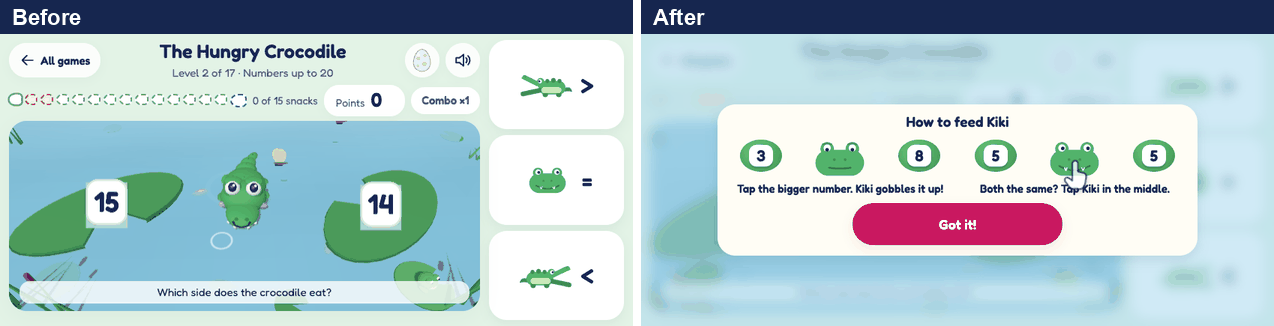 Before
All games
The Hungry Crocodile
Level 2 of 17 · Numbers up to 20
0 of 15 snacks
Points 0
Combo ×1
15
14
Which side does the crocodile eat?
>
=
<
After
How to feed Kiki
3
8
5
5
Tap the bigger number. Kiki gobbles it up!
Both the same? Tap Kiki in the middle.
Got it!